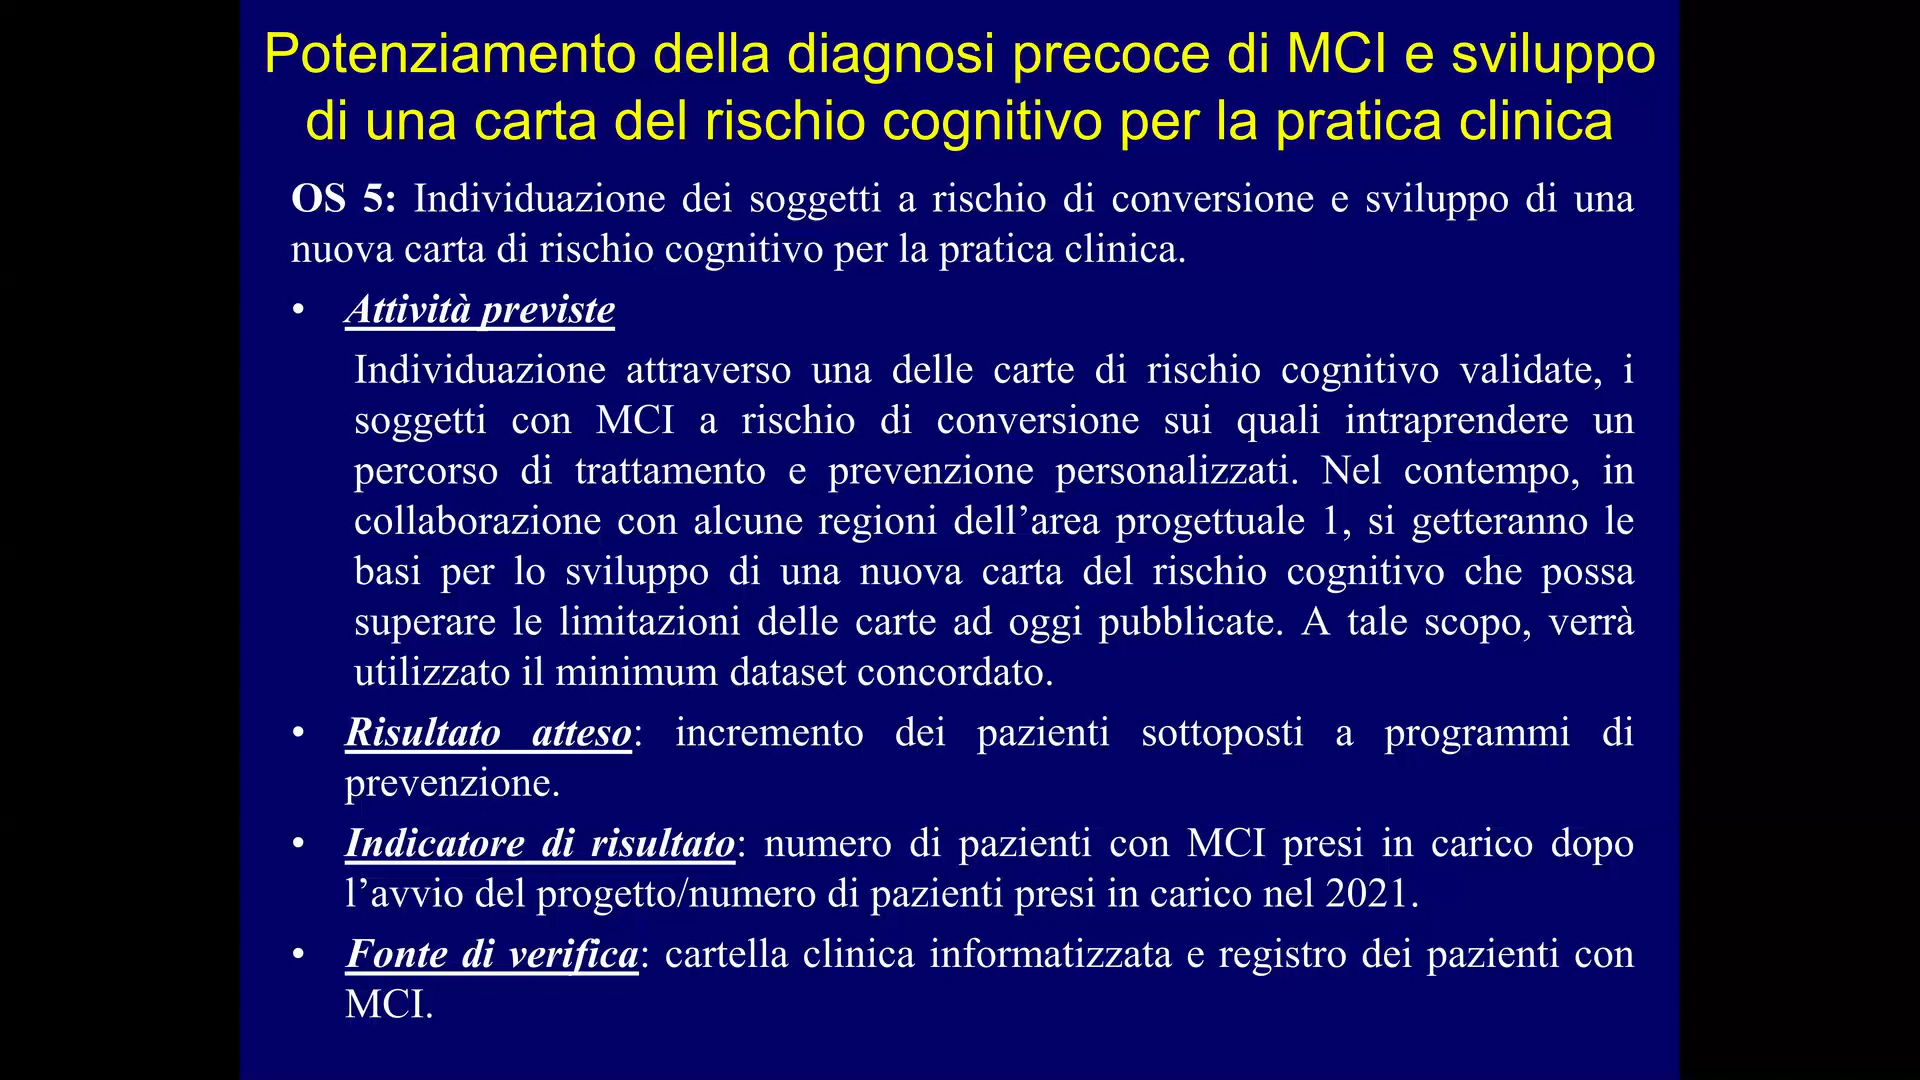 Potenziamento della diagnosi precoce di MCI e sviluppo
di una carta del rischio cognitivo per la pratica clinica
OS 5: Individuazione dei soggetti a rischio di conversione e sviluppo di una
nuova carta di rischio cognitivo per la pratica clinica.
• Attività previste
Individuazione attraverso una delle carte di rischio cognitivo validate, i
soggetti con MCI a rischio di conversione sui quali intraprendere un
percorso di trattamento e prevenzione personalizzati. Nel contempo, in
collaborazione con alcune regioni dell’area progettuale 1, si getteranno le
basi per lo sviluppo di una nuova carta del rischio cognitivo che possa
superare le limitazioni delle carte ad oggi pubblicate. A tale scopo, verrà
utilizzato il minimum dataset concordato.
• Risultato atteso: incremento dei pazienti sottoposti a programmi di
prevenzione.
• Indicatore di risultato: numero di pazienti con MCI presi in carico dopo
l’avvio del progetto/numero di pazienti presi in carico nel 2021.
• Fonte di verifica: cartella clinica informatizzata e registro dei pazienti con
MCI.